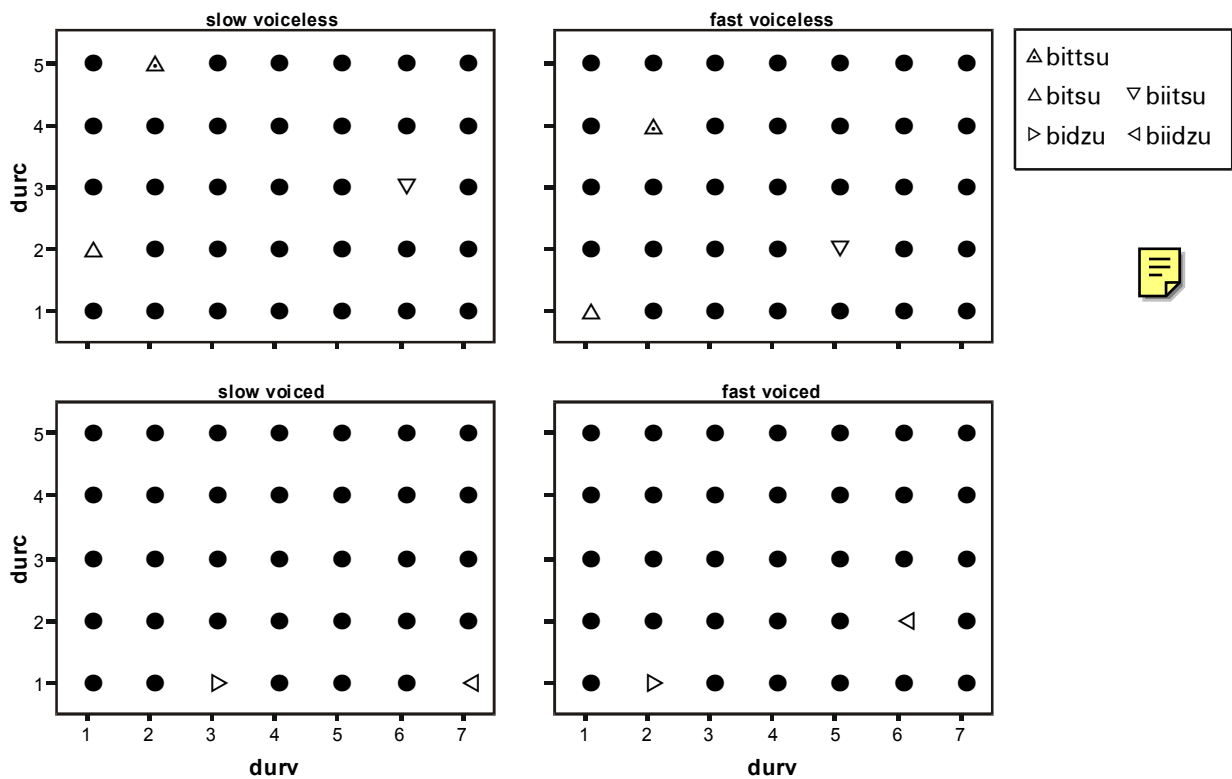 slow voiceless
fast voiceless
bittsu
bitsu biitsu
bidzu biidzu
durc
5
4
3
2
1
slow voiced
fast voiced
durc
5
4
3
2
1
1 2 3 4 5 6 7
1 2 3 4 5 6 7
durv
durv